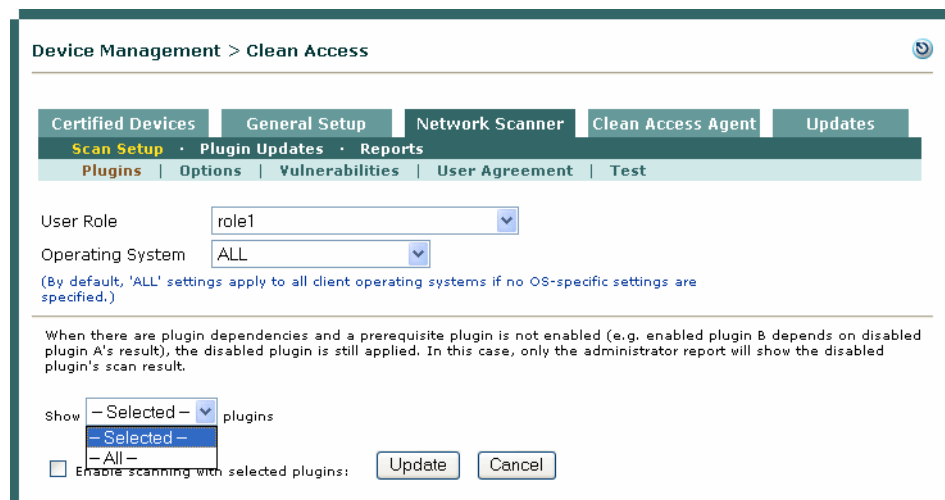 Device Management > Clean Access
Certified Devices General Setup Network Scanner Clean Access Agent Updates
Scan Setup · Plugin Updates · Reports
Plugins | Options | Vulnerabilities | User Agreement | Test
User Role role1
Operating System ALL
(By default, 'ALL' settings apply to all client operating systems if no OS-specific settings are
specified.)
When there are plugin dependencies and a prerequisite plugin is not enabled (e.g. enabled plugin B depends on disabled
plugin A's result), the disabled plugin is still applied. In this case, only the administrator report will show the disabled
plugin's scan result.
Show – Selected – plugins
– Selected –
– All –
Enable scanning with selected plugins: Update Cancel